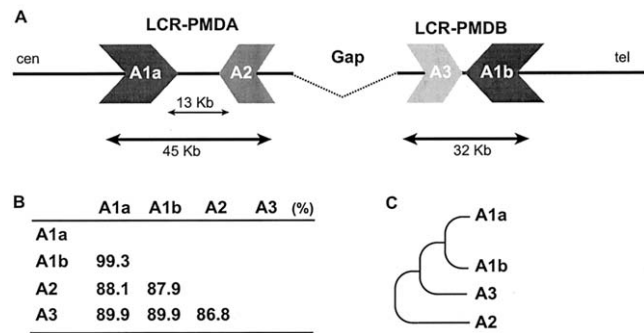 A
LCR-PMDA
LCR-PMDB
cen
A1a
A2
Gap
A3
A1b
tel
13 Kb
45 Kb
32 Kb
B
A1a A1b A2 A3 (%)
A1a
A1b 99.3
A2 88.1 87.9
A3 89.9 89.9 86.8
C
A1a
A1b
A3
A2